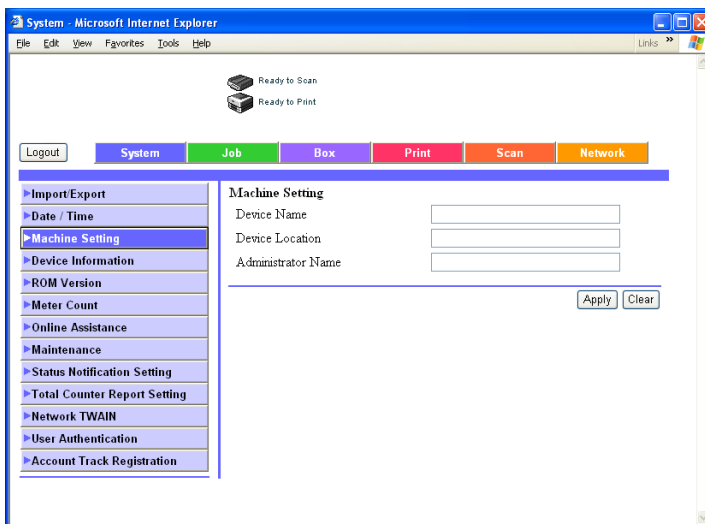 System - Microsoft Internet Explorer
File Edit View Favorites Tools Help Links »
Ready to Scan
Ready to Print
Logout System Job Box Print Scan Network
Import/Export
Date / Time
Machine Setting
Device Information
ROM Version
Meter Count
Online Assistance
Maintenance
Status Notification Setting
Total Counter Report Setting
Network TWAIN
User Authentication
Account Track Registration
Machine Setting
Device Name
Device Location
Administrator Name
Apply Clear